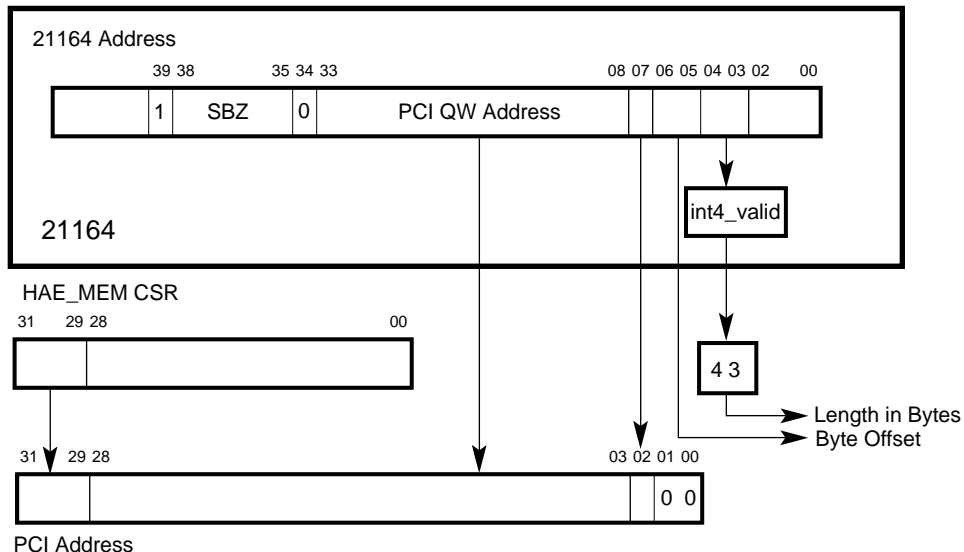 21164 Address
39 38 35 34 33 08 07 06 05 04 03 02 00
1 SBZ 0 PCI QW Address
int4_valid
21164
HAE_MEM CSR
31 29 28 00
4 3
Length in Bytes
Byte Offset
31 29 28 03 02 01 00
0 0
PCI Address